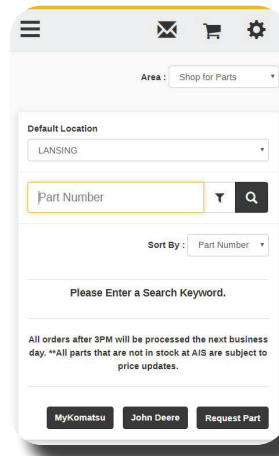 Area : Shop for Parts
Default Location
LANSING
Part Number
Sort By : Part Number
Please Enter a Search Keyword.
All orders after 3PM will be processed the next business
day. **All parts that are not in stock at AIS are subject to
price updates.
MyKomatsu John Deere Request Part